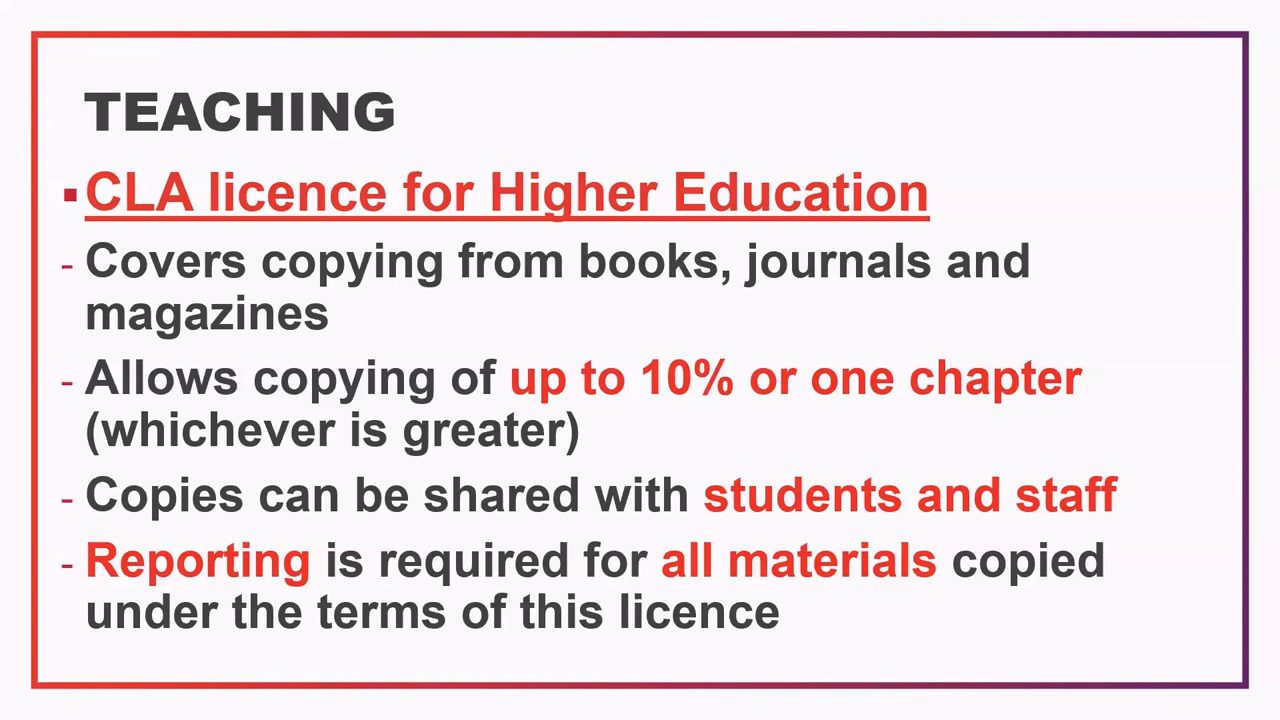 TEACHING
▪CLA licence for Higher Education
- Covers copying from books, journals and
magazines
- Allows copying of up to 10% or one chapter
(whichever is greater)
- Copies can be shared with students and staff
- Reporting is required for all materials copied
under the terms of this licence